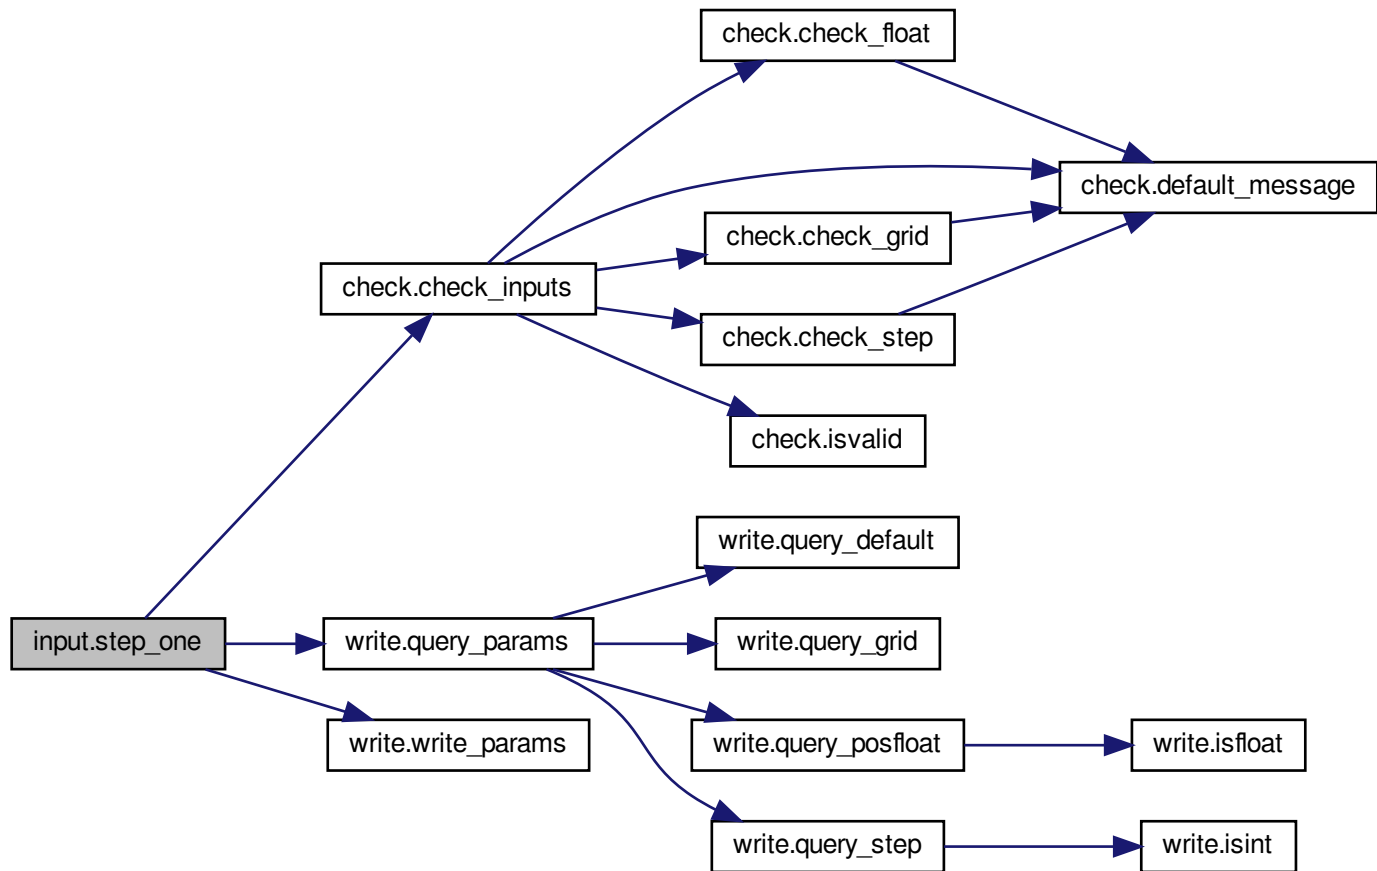 check.check_float
check.default_message
check.check_grid
check.check_inputs
check.check_step
check.isvalid
write.query_default
input.step_one
write.query_params
write.query_grid
write.write_params
write.query_posfloat
write.isfloat
write.query_step
write.isint